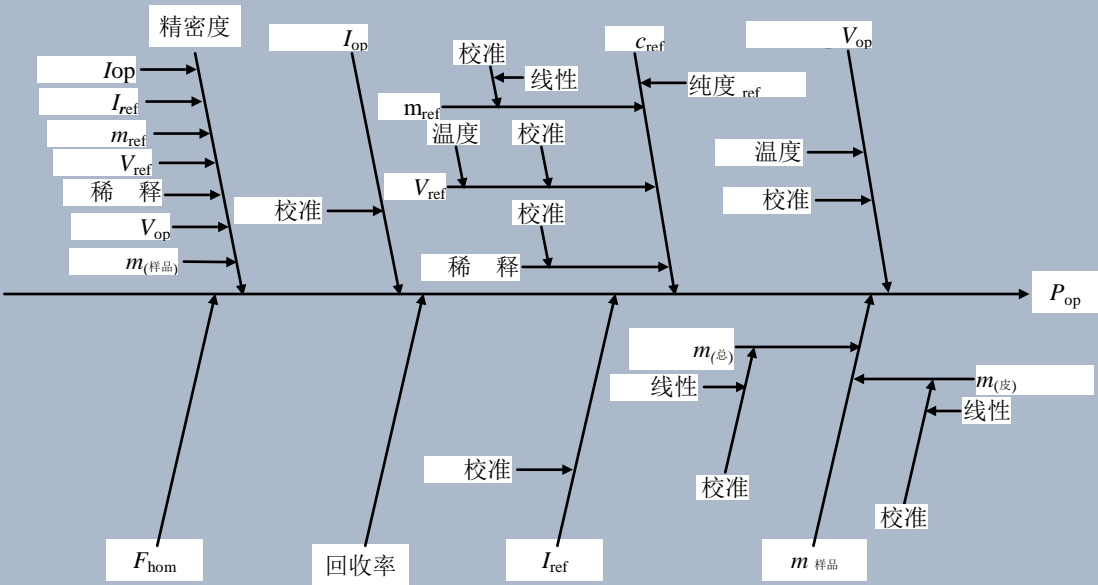 精密度
Iop
Iref
mref
Vref
稀 释
Vop
m(样品)
Iop
校准
校准
线性
mref
温度
校准
Vref
校准
稀 释
cref
纯度 ref
Vop
温度
校准
Pop
m(总)
线性
校准
m(皮)
线性
校准
校准
Fhom
回收率
Iref
m 样品